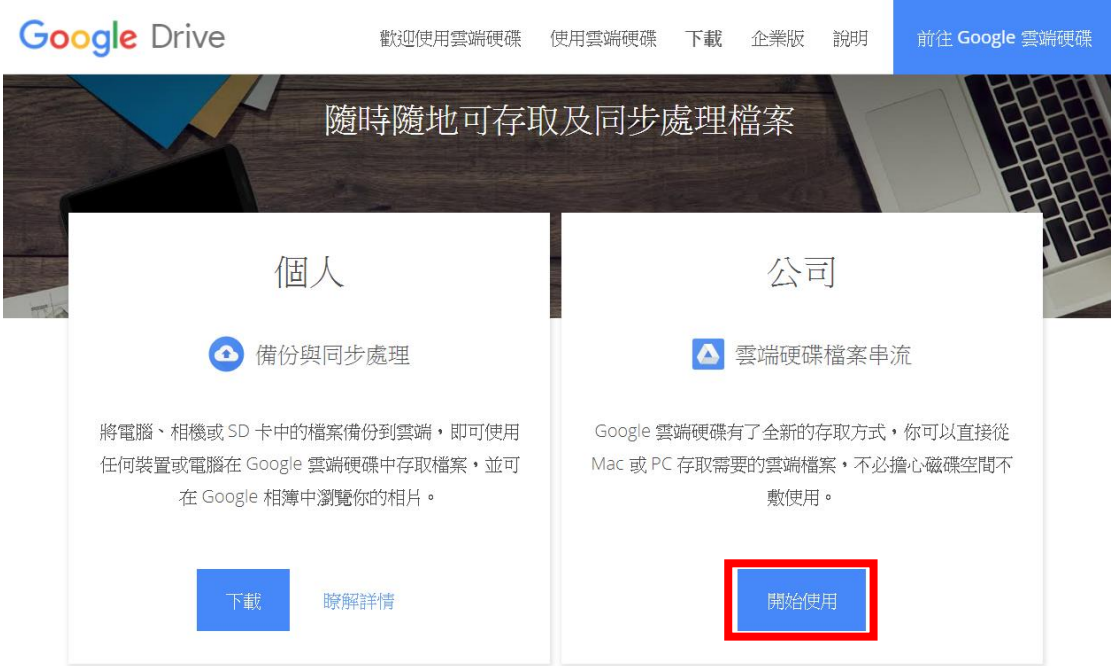 Google Drive
歡迎使用雲端硬碟 使用雲端硬碟 下載 企業版 說明 前往 Google 雲端硬碟
隨時隨地可存取及同步處理檔案
個人
備份與同步處理
將電腦、相機或 SD 卡中的檔案備份到雲端，即可使用
任何裝置或電腦在 Google 雲端硬碟中存取檔案，並可
在 Google 相簿中瀏覽你的相片。
下載 瞭解詳情
公司
雲端硬碟檔案串流
Google 雲端硬碟有了全新的存取方式，你可以直接從
Mac 或 PC 存取需要的雲端檔案，不必擔心磁碟空間不
敷使用。
開始使用